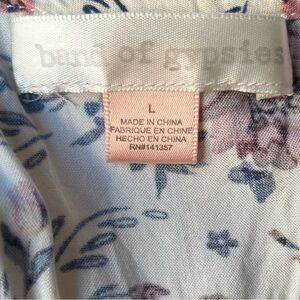 band of gypsies
L
MADE IN CHINA
FABRIQUE EN CHINE
HECHO EN CHINA
RN#141357